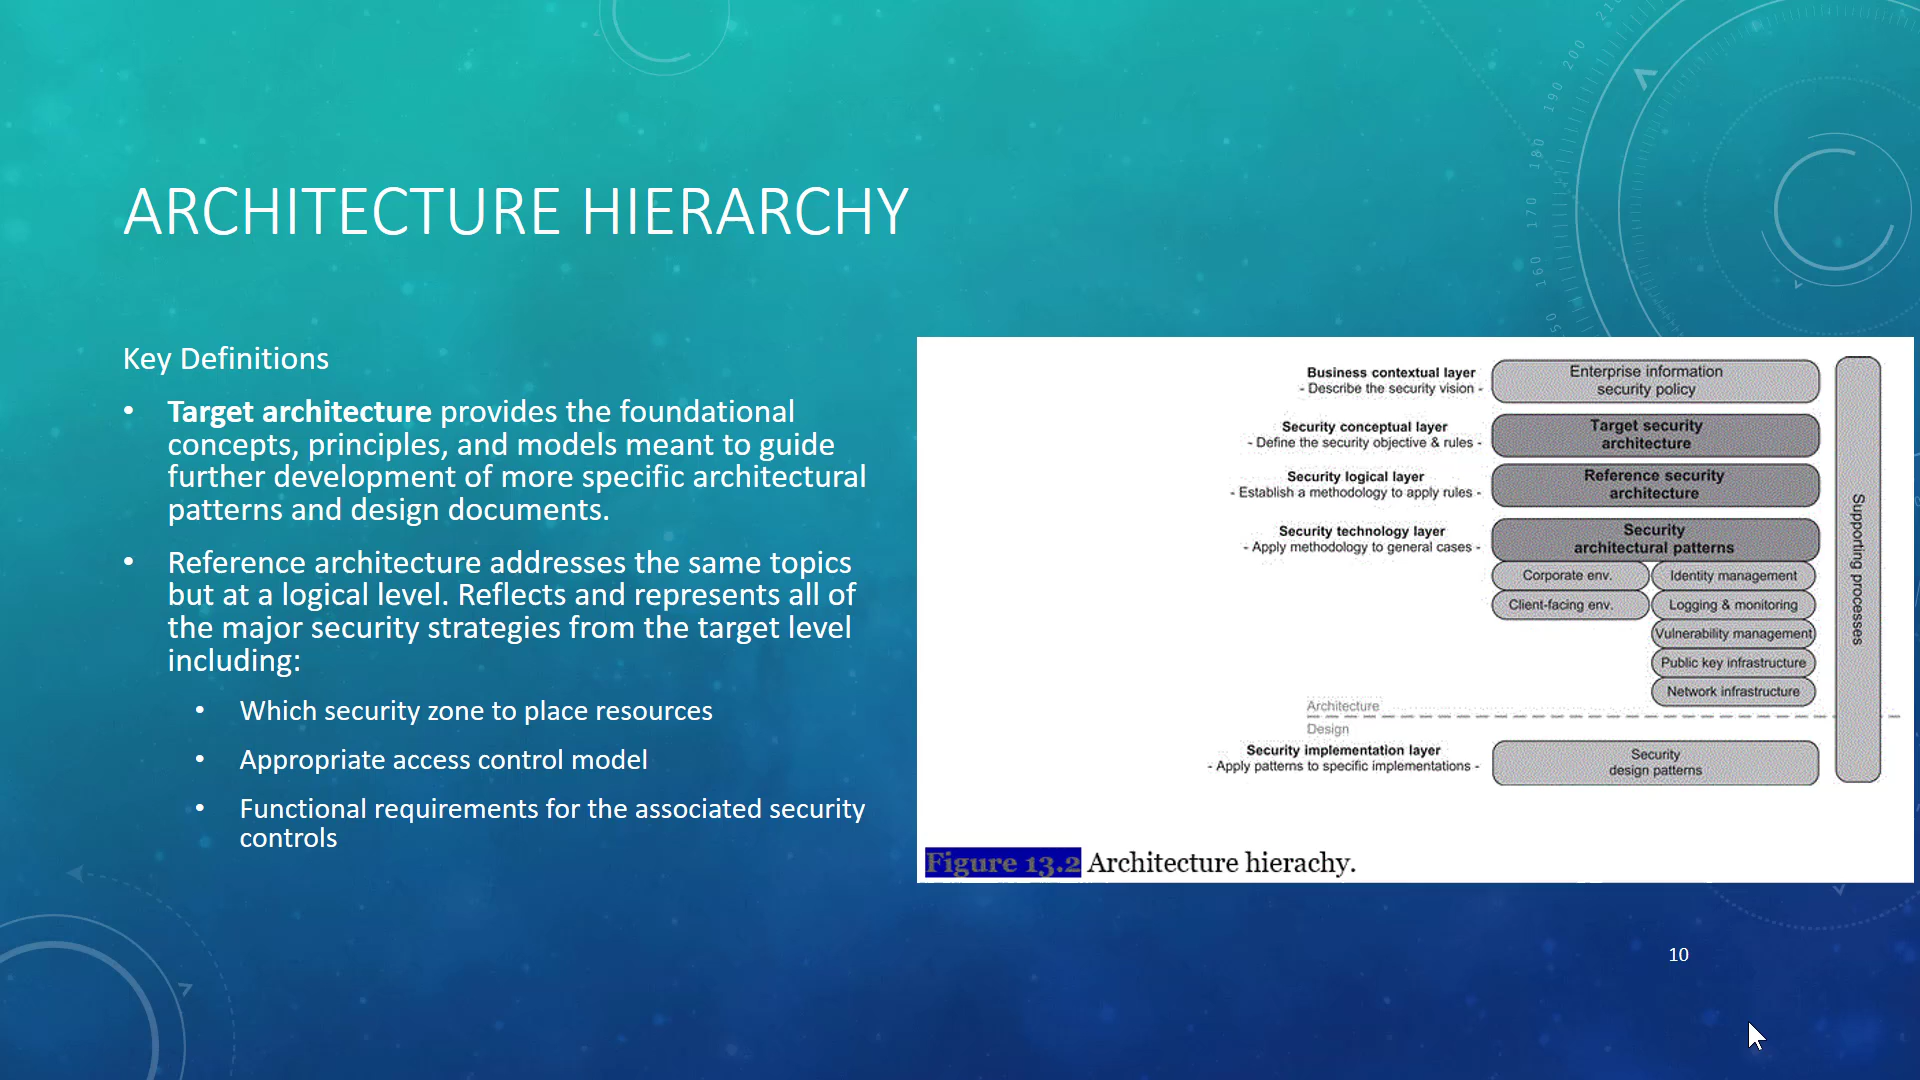 ARCHITECTURE HIERARCHY
Key Definitions
• Target architecture provides the foundational
concepts, principles, and models meant to guide
further development of more specific architectural
patterns and design documents.
• Reference architecture addresses the same topics
but at a logical level. Reflects and represents all of
the major security strategies from the target level
including:
• Which security zone to place resources
• Appropriate access control model
• Functional requirements for the associated security
controls
Business contextual layer
- Describe the security vision -
Enterprise information
security policy
Security conceptual layer
- Define the security objective & rules -
Target security
architecture
Security logical layer
- Establish a methodology to apply rules -
Reference security
architecture
Security technology layer
- Apply methodology to general cases -
Security
architectural patterns
Corporate env.
Client-facing env.
Identity management
Logging & monitoring
Vulnerability management
Public key infrastructure
Network infrastructure
Architecture
Design
Security implementation layer
- Apply patterns to specific implementations -
Security
design patterns
Supporting processes
Figure 13.2 Architecture hierachy.
10
160
170
180
190
200